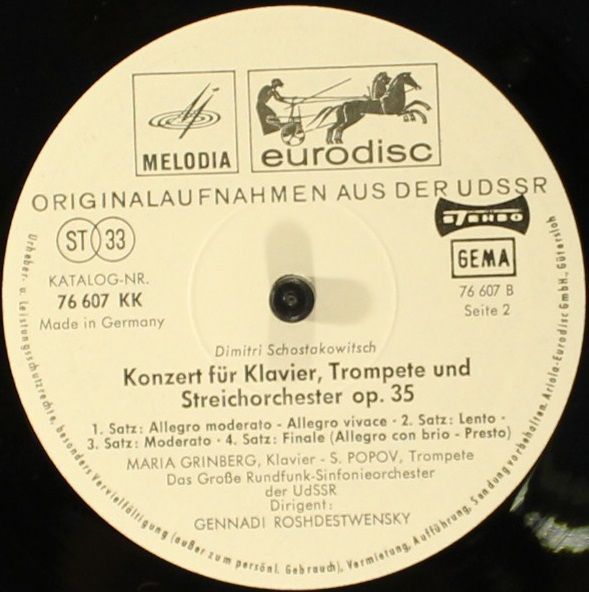 MELODIA
eurodisc
ORIGINALAUFNAHMEN AUS DER UDSSR
ST 33
STEREO
GEMA
KATALOG-NR.
76 607 KK
Made in Germany
76 607 B
Seite 2
Dimitri Schostakowitsch
Konzert für Klavier, Trompete und
Streichorchester op. 35
1. Satz: Allegro moderato - Allegro vivace · 2. Satz: Lento ·
3. Satz: Moderato · 4. Satz: Finale (Allegro con brio - Presto)
MARIA GRINBERG, Klavier - S. POPOV, Trompete
Das Große Rundfunk-Sinfonieorchester
der UdSSR
Dirigent:
GENNADI ROSHDESTWENSKY
Urheber- u. Leistungsschutzrechte, besonders Vervielfältigung (außer zum persönl. Gebrauch), Vermietung, Aufführung, Sendung vorbehalten. Ariola-Eurodisc GmbH., Gütersloh